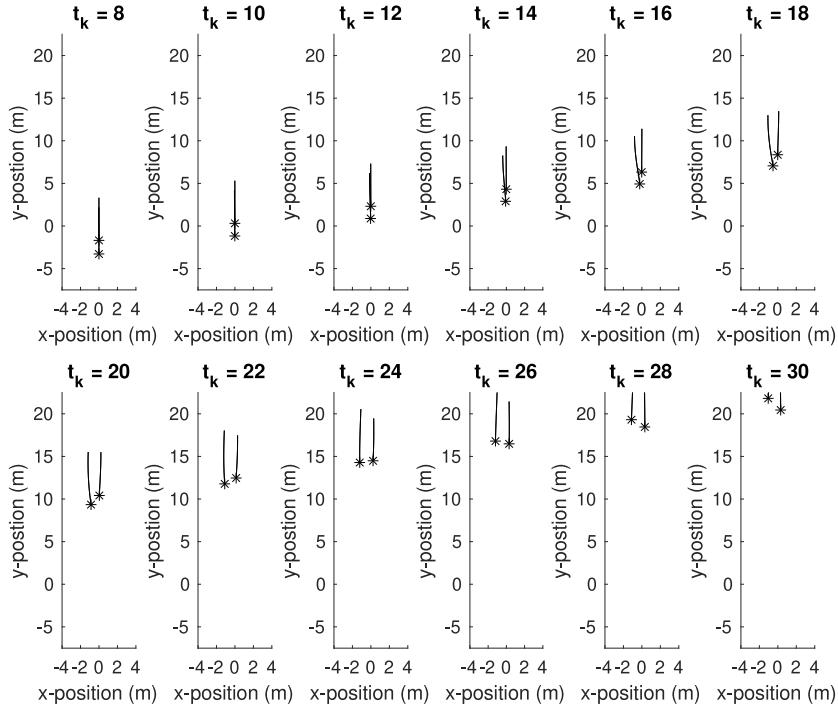 t_k = 8 t_k = 10 t_k = 12 t_k = 14 t_k = 16 t_k = 18
20 20 20 20 20 20
15 15 15 15 15 15
10 10 10 10 10 10
5 5 5 5 5 5
0 0 0 0 0 0
-5 -5 -5 -5 -5 -5
y-postion (m) y-postion (m) y-postion (m) y-postion (m) y-postion (m) y-postion (m)
-4 -2 0 2 4 -4 -2 0 2 4 -4 -2 0 2 4 -4 -2 0 2 4 -4 -2 0 2 4 -4 -2 0 2 4
x-position (m) x-position (m) x-position (m) x-position (m) x-position (m) x-position (m)
t_k = 20 t_k = 22 t_k = 24 t_k = 26 t_k = 28 t_k = 30
20 20 20 20 20 20
15 15 15 15 15 15
10 10 10 10 10 10
5 5 5 5 5 5
0 0 0 0 0 0
-5 -5 -5 -5 -5 -5
y-postion (m) y-postion (m) y-postion (m) y-postion (m) y-postion (m) y-postion (m)
-4 -2 0 2 4 -4 -2 0 2 4 -4 -2 0 2 4 -4 -2 0 2 4 -4 -2 0 2 4 -4 -2 0 2 4
x-position (m) x-position (m) x-position (m) x-position (m) x-position (m) x-position (m)